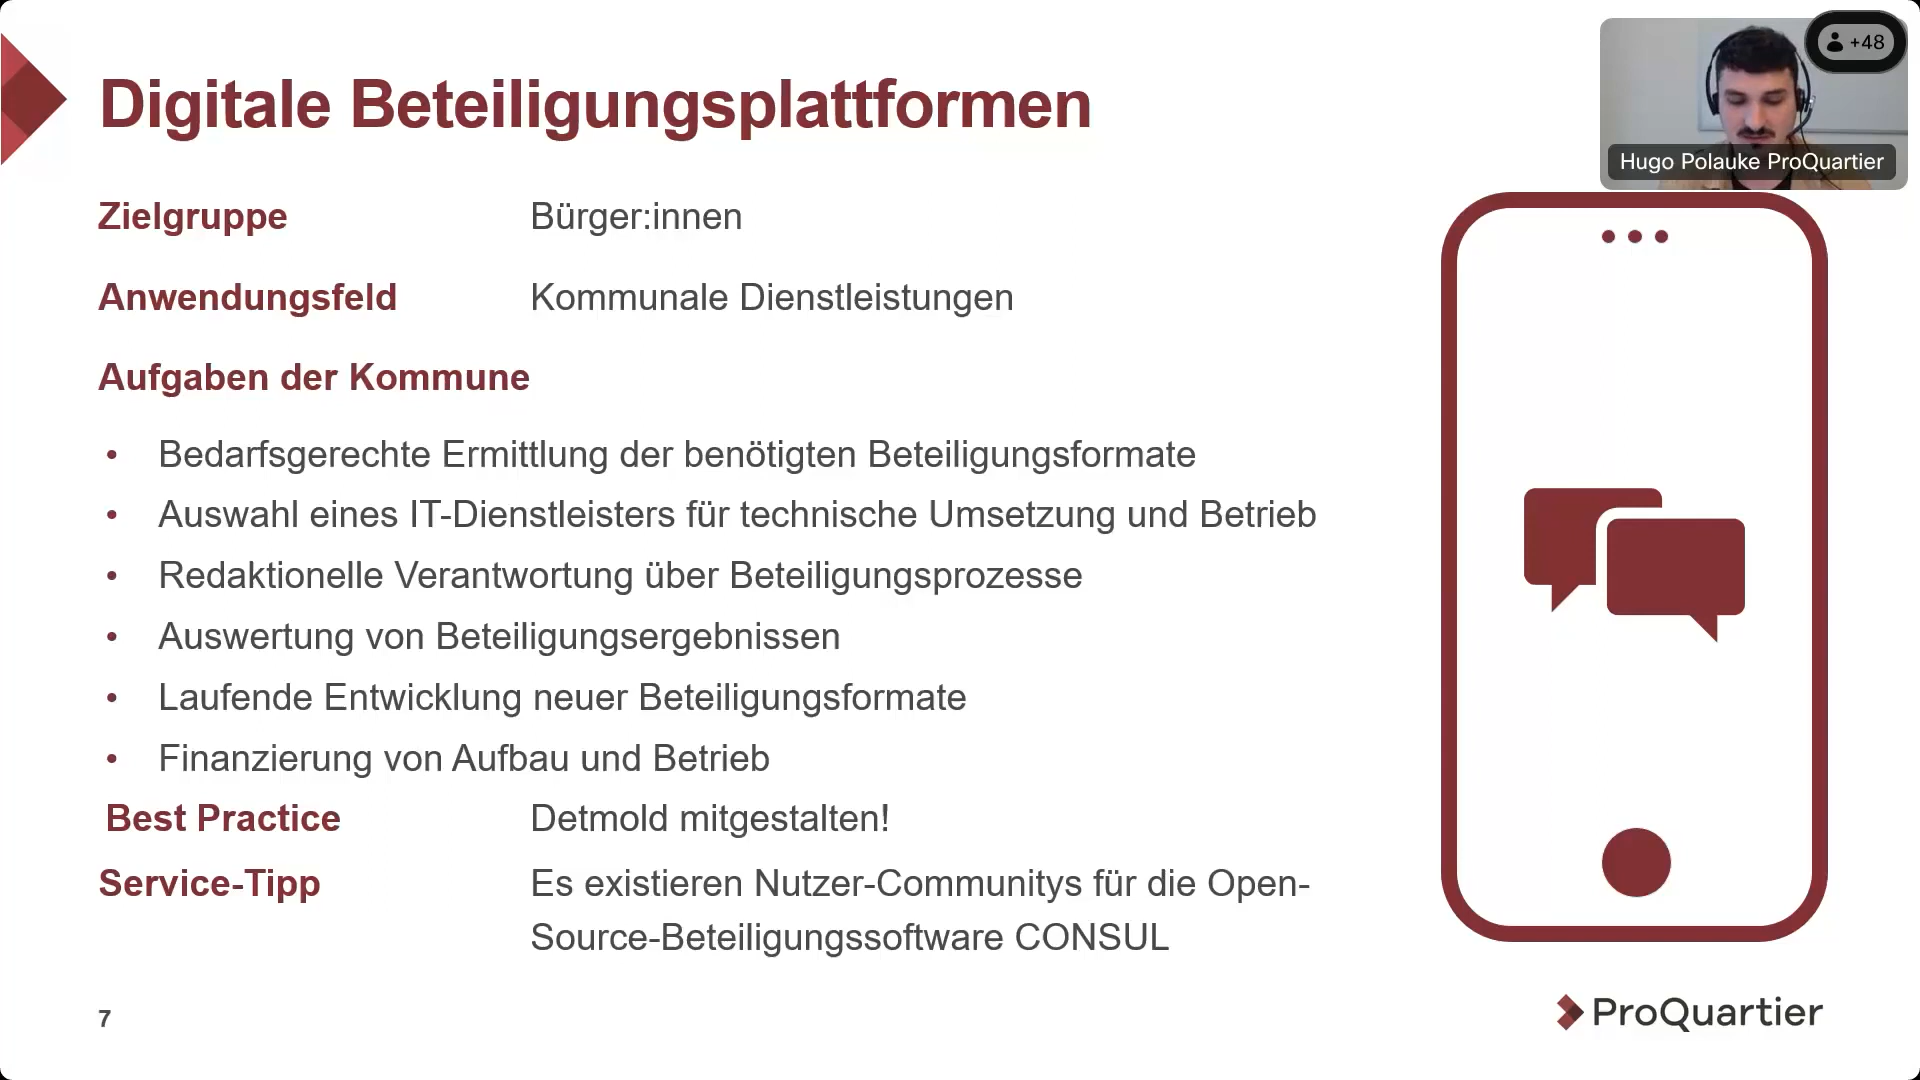 Digitale Beteiligungsplattformen
+48
Hugo Polauke ProQuartier
Zielgruppe Bürger:innen
Anwendungsfeld Kommunale Dienstleistungen
Aufgaben der Kommune
• Bedarfsgerechte Ermittlung der benötigten Beteiligungsformate
• Auswahl eines IT-Dienstleisters für technische Umsetzung und Betrieb
• Redaktionelle Verantwortung über Beteiligungsprozesse
• Auswertung von Beteiligungsergebnissen
• Laufende Entwicklung neuer Beteiligungsformate
• Finanzierung von Aufbau und Betrieb
Best Practice Detmold mitgestalten!
Service-Tipp Es existieren Nutzer-Communitys für die Open-
Source-Beteiligungssoftware CONSUL
7
ProQuartier